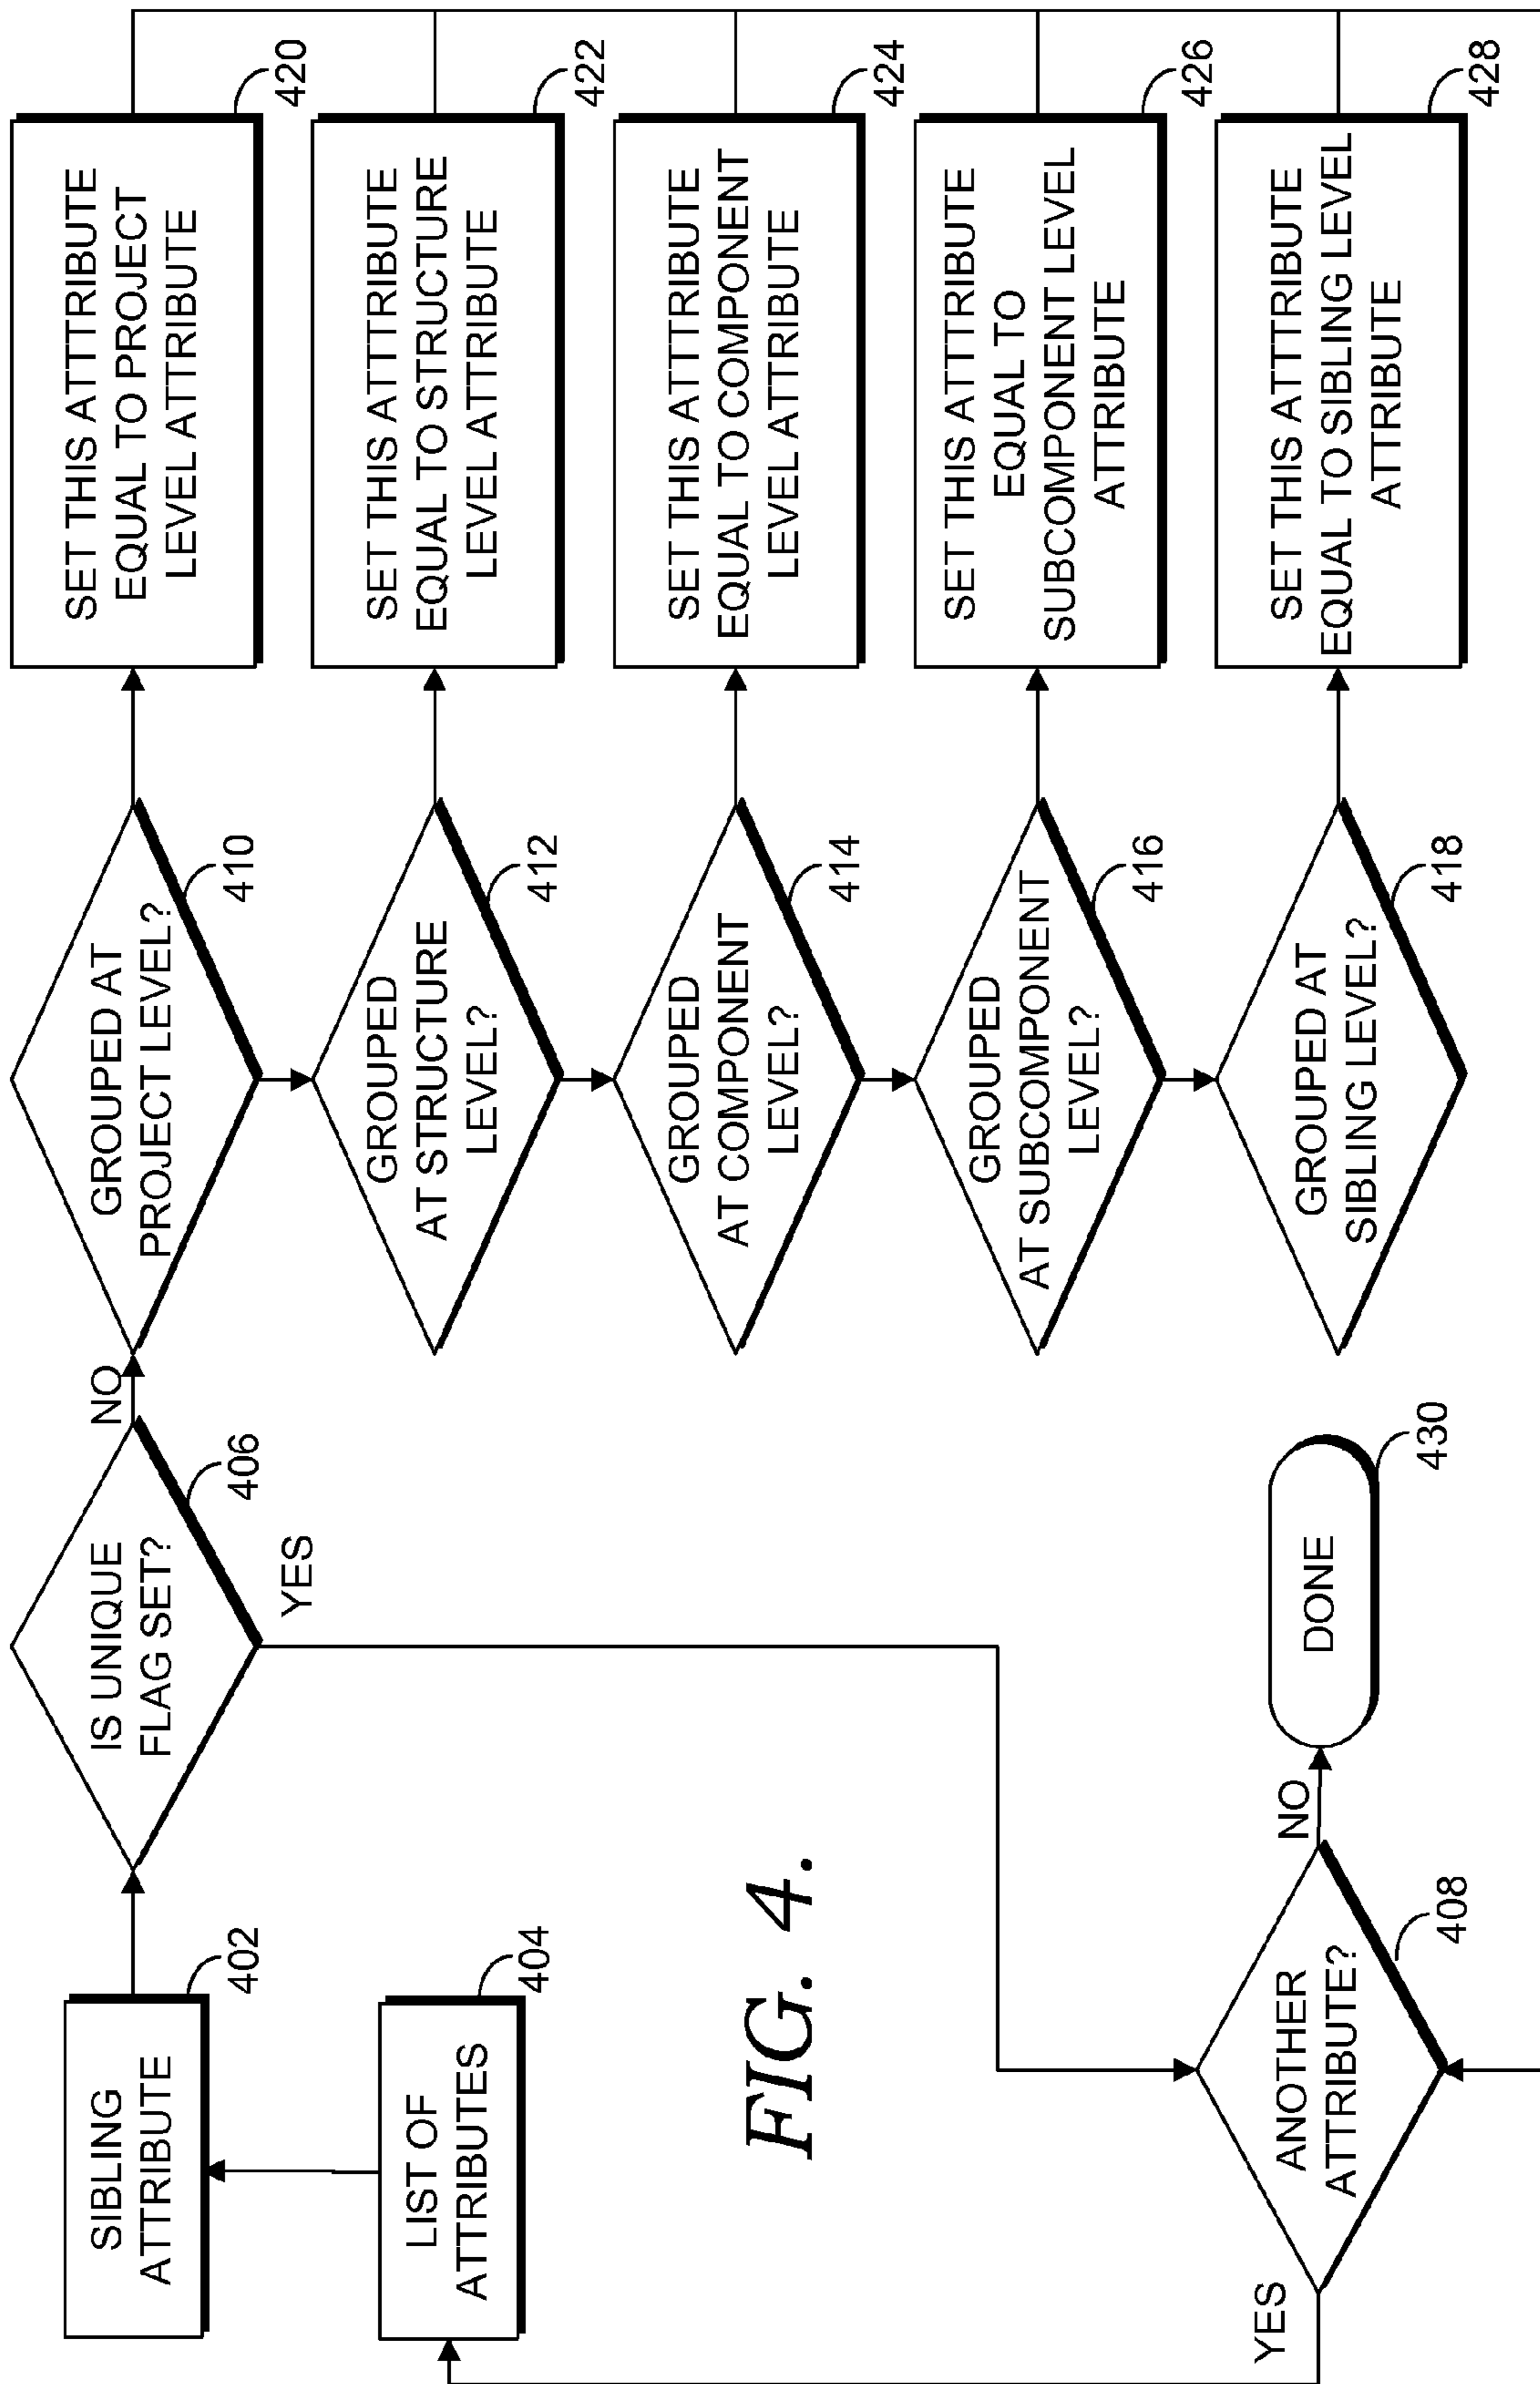 SIBLING
ATTRIBUTE
402
LIST OF
ATTRIBUTES
404
IS UNIQUE
FLAG SET?
406
NO
YES
GROUPED AT
PROJECT LEVEL?
410
SET THIS ATTTRIBUTE
EQUAL TO PROJECT
LEVEL ATTRIBUTE
420
GROUPED
AT STRUCTURE
LEVEL?
412
SET THIS ATTTRIBUTE
EQUAL TO STRUCTURE
LEVEL ATTRIBUTE
422
GROUPED
AT COMPONENT
LEVEL?
414
SET THIS ATTTRIBUTE
EQUAL TO COMPONENT
LEVEL ATTRIBUTE
424
GROUPED
AT SUBCOMPONENT
LEVEL?
416
SET THIS ATTTRIBUTE
EQUAL TO
SUBCOMPONENT LEVEL
ATTRIBUTE
426
GROUPED AT
SIBLING LEVEL?
418
SET THIS ATTTRIBUTE
EQUAL TO SIBLING LEVEL
ATTRIBUTE
428
FIG. 4.
YES
ANOTHER
ATTRIBUTE?
408
NO
DONE
430